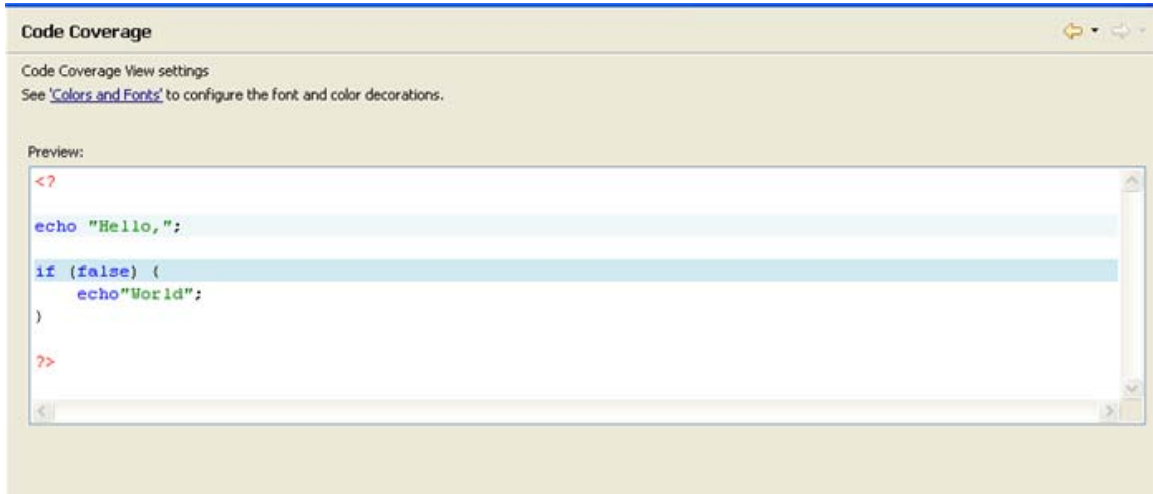 Code Coverage
Code Coverage View settings
See 'Colors and Fonts' to configure the font and color decorations.
Preview:
<?
echo "Hello,";
if (false) (
echo"World";
)
?>